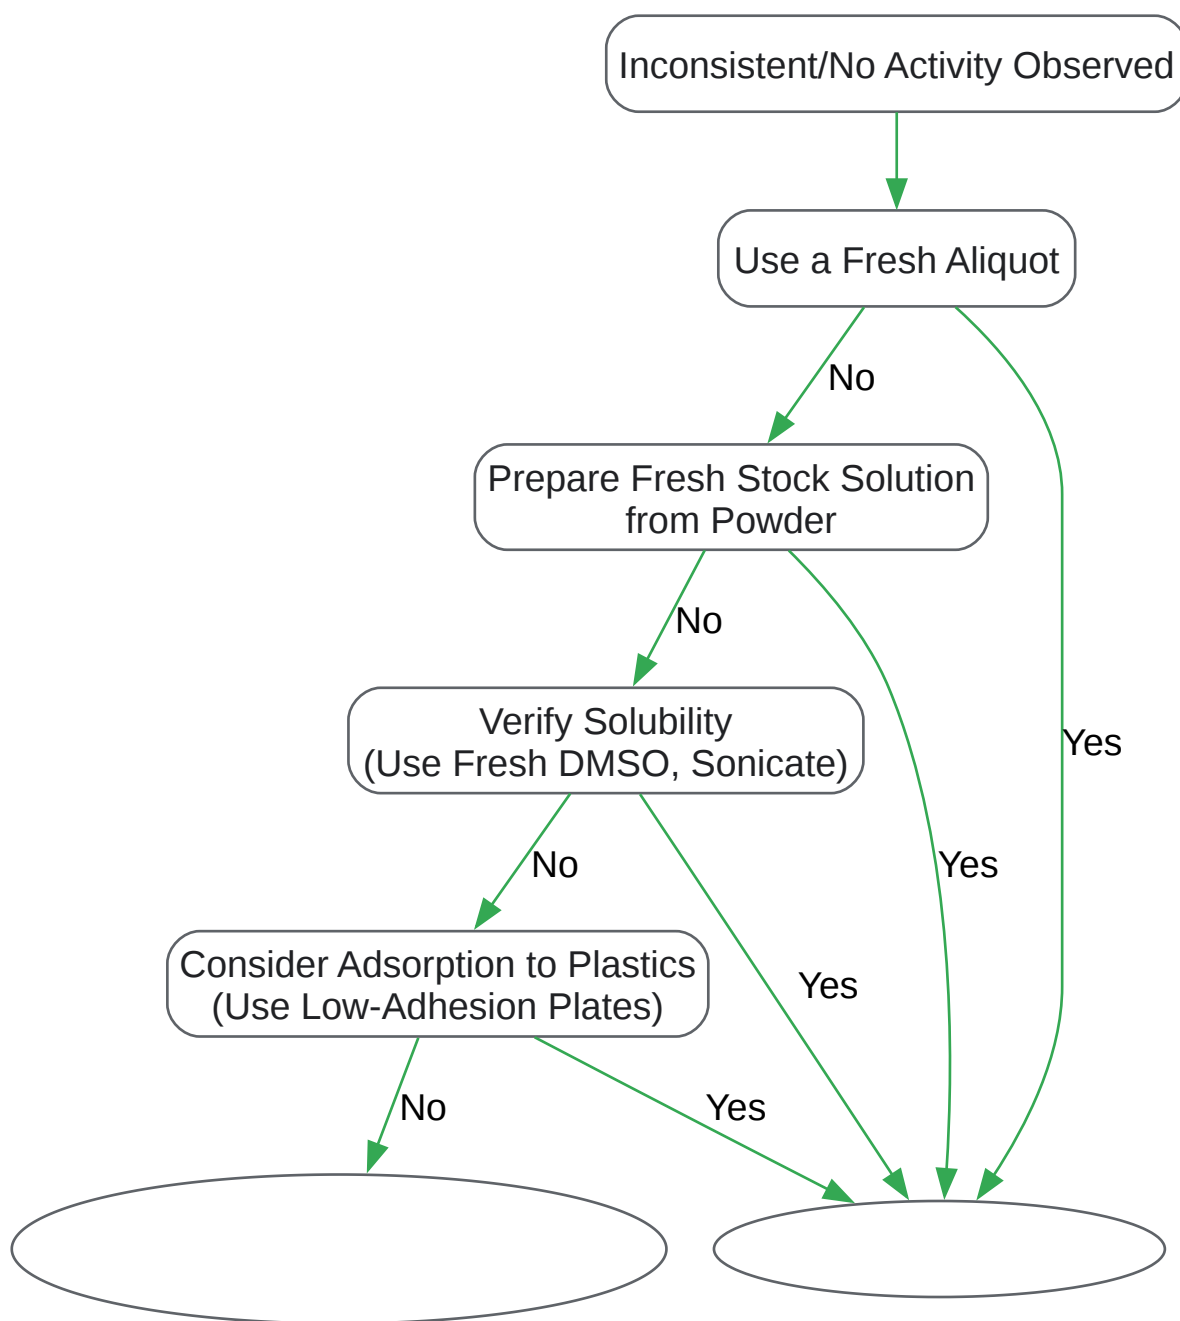 Inconsistent/No Activity Observed
Use a Fresh Aliquot
No
Prepare Fresh Stock Solution
from Powder
No
Verify Solubility
(Use Fresh DMSO, Sonicate)
Yes
No
Yes
Consider Adsorption to Plastics
(Use Low-Adhesion Plates)
Yes
No
Yes